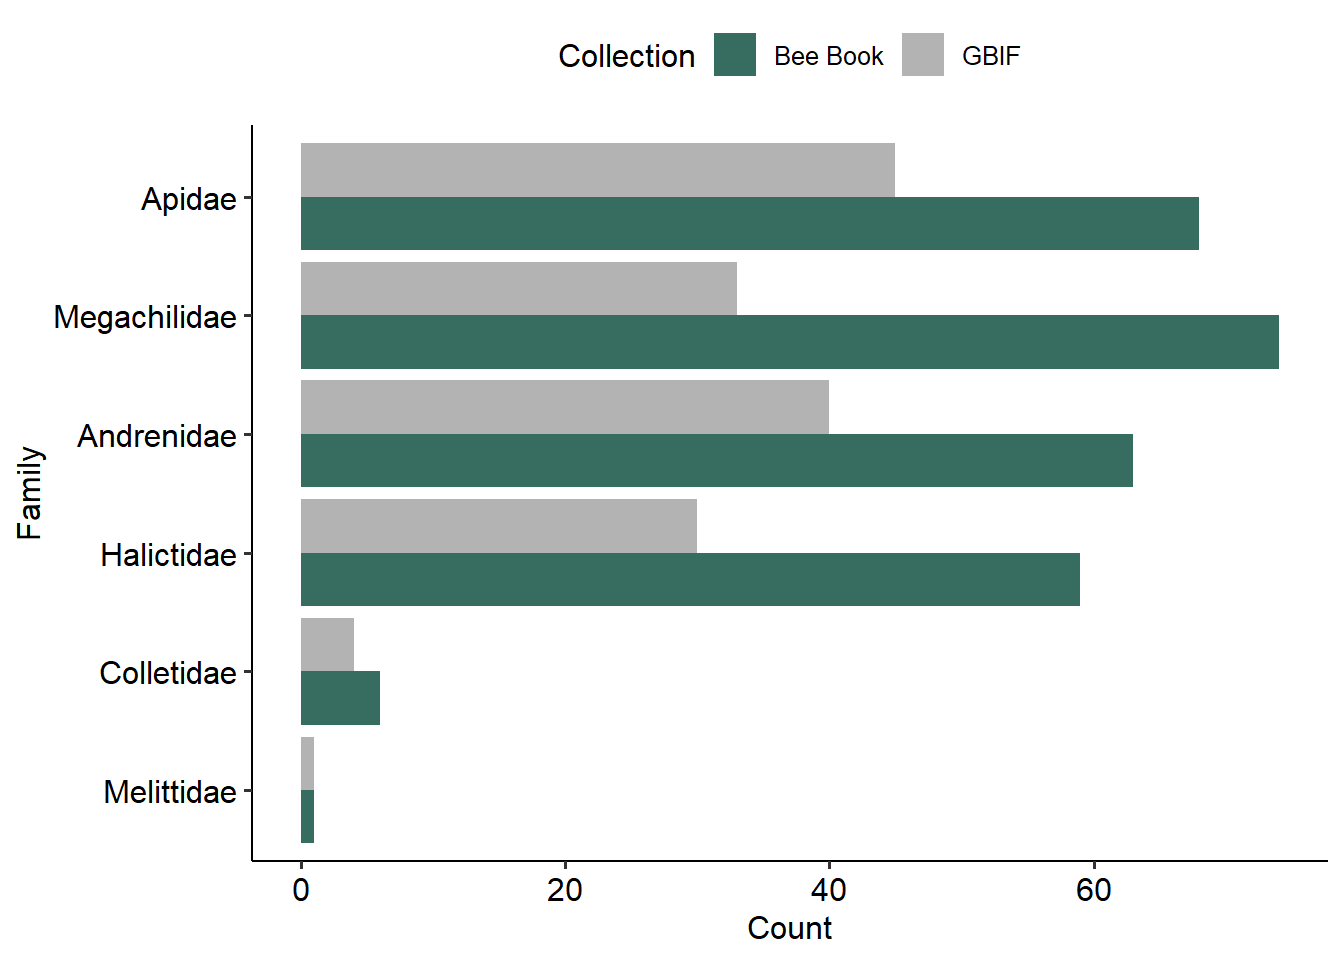 Collection Bee Book GBIF
Apidae
Megachilidae
Andrenidae
Halictidae
Colletidae
Melittidae
Family
0 20 40 60
Count